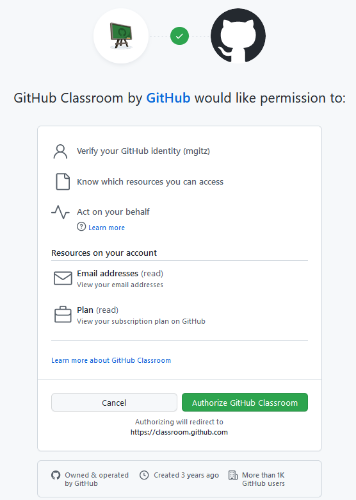 GitHub Classroom by GitHub would like permission to:
Verify your GitHub identity (mgitz)
Know which resources you can access
Act on your behalf
Learn more
Resources on your account
Email addresses (read)
View your email addresses
Plan (read)
View your subscription plan on GitHub
Learn more about GitHub Classroom
Cancel
Authorize GitHub Classroom
Authorizing will redirect to
https://classroom.github.com
Owned & operated
by GitHub
Created 3 years ago
More than 1K
GitHub users